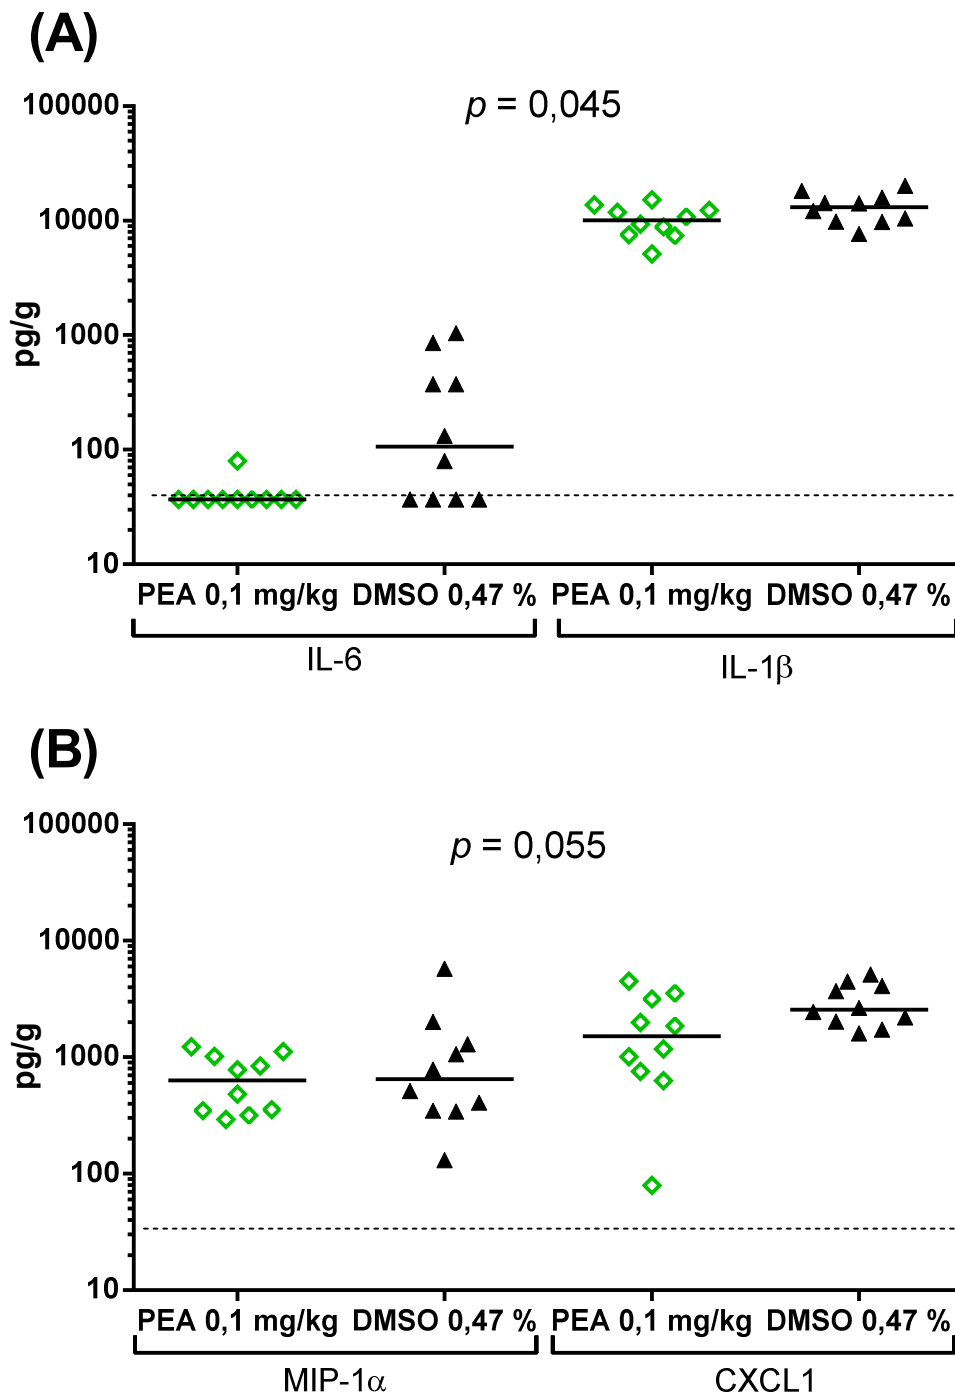 (A)
p = 0,045
100000
10000
1000
100
10
pg/g
PEA 0,1 mg/kg DMSO 0,47 % PEA 0,1 mg/kg DMSO 0,47 %
IL-6 IL-1β
(B)
p = 0,055
100000
10000
1000
100
10
pg/g
PEA 0,1 mg/kg DMSO 0,47 % PEA 0,1 mg/kg DMSO 0,47 %
MIP-1α CXCL1